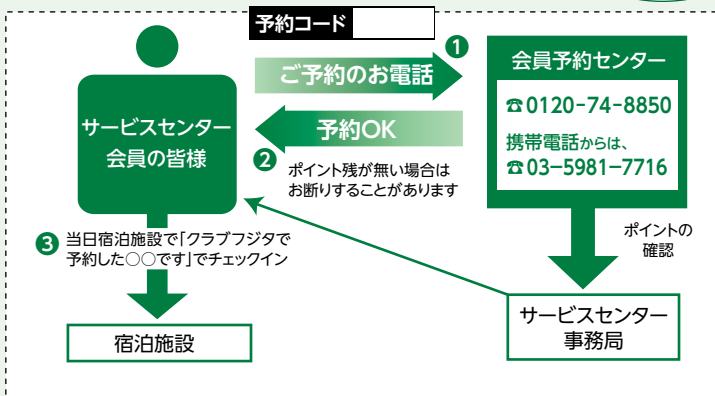 予約コード
❶
ご予約のお電話
予約OK
❷
ポイント残が無い場合は
お断りすることがあります
サービスセンター
会員の皆様
会員予約センター
☎0120-74-8850
携帯電話からは、
☎03-5981-7716
❸
当日宿泊施設で「クラブフジタで
予約した○○です」でチェックイン
ポイントの
確認
宿泊施設
サービスセンター
事務局